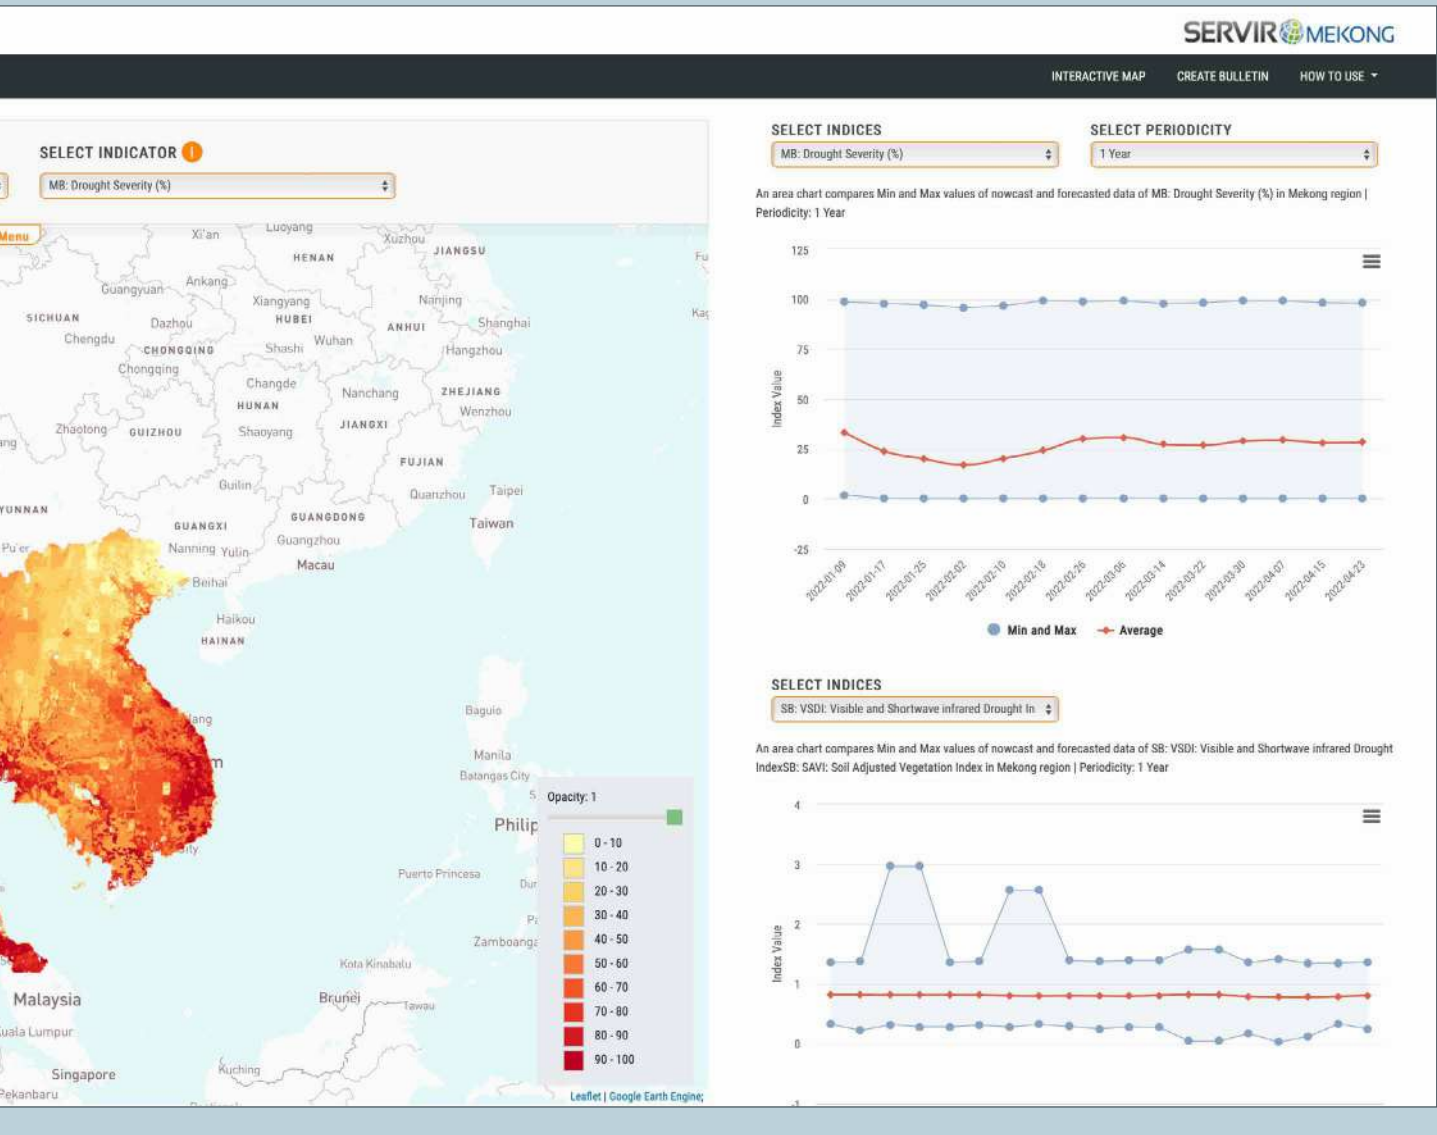 SERVIR MEKONG
INTERACTIVE MAP CREATE BULLETIN HOW TO USE
SELECT INDICATOR
MB: Drought Severity (%)
Menu
SELECT INDICES SELECT PERIODICITY
MB: Drought Severity (%) 1 Year
An area chart compares Min and Max values of nowcast and forecasted data of MB: Drought Severity (%) in Mekong region |
Periodicity: 1 Year
125
100
75
50
25
0
-25
Index Value
2022-01-09 2022-01-17 2022-01-25 2022-02-02 2022-02-10 2022-02-18 2022-02-26 2022-03-06 2022-03-14 2022-03-22 2022-03-30 2022-04-07 2022-04-15 2022-04-23
Min and Max Average
SELECT INDICES
SB: VSDI: Visible and Shortwave infrared Drought In
An area chart compares Min and Max values of nowcast and forecasted data of SB: VSDI: Visible and Shortwave infrared Drought
IndexSB: SAVI: Soil Adjusted Vegetation Index in Mekong region | Periodicity: 1 Year
4
3
2
1
0
-1
Index Value
Xi'an Luoyang Xuzhou
HENAN JIANGSU
Guangyuan Ankang
Xiangyang Nanjing
SICHUAN Dazhou HUBEI ANHUI Shanghai
Chengdu CHONGQING Shashi Wuhan Hangzhou
Chongqing
Changde Nanchang ZHEJIANG
HUNAN Wenzhou
Zhaotong GUIZHOU Shaoyang JIANGXI
FUJIAN
Guilin Quanzhou Taipei
YUNNAN GUANGXI GUANGDONG Taiwan
Pu'er Nanning Yulin Guangzhou
Macau
Beihai
Haikou
HAINAN
Baguio
Manila
Batangas City
Philip
Puerto Princesa
Zamboanga
Kota Kinabalu
Malaysia Brunei Tawau
Kuching
Singapore
Pekanbaru
Opacity: 1
0 - 10
10 - 20
20 - 30
30 - 40
40 - 50
50 - 60
60 - 70
70 - 80
80 - 90
90 - 100
Leaflet | Google Earth Engine;